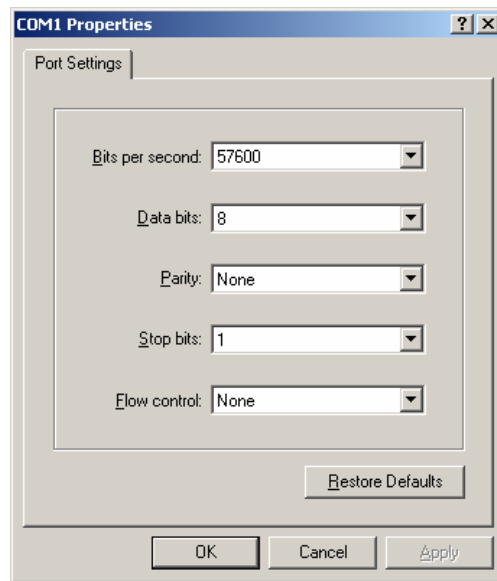 COM1 Properties
Port Settings
Bits per second: 57600
Data bits: 8
Parity: None
Stop bits: 1
Flow control: None
Restore Defaults
OK Cancel Apply